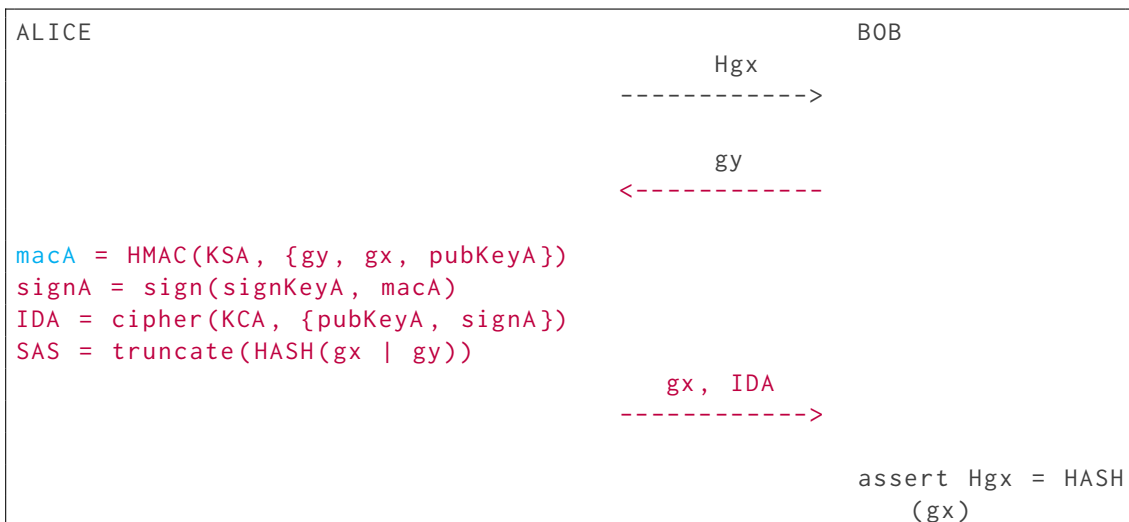 ALICE BOB
Hgx
------------>
gy
<------------
macA = HMAC(KSA, {gy, gx, pubKeyA})
signA = sign(signKeyA, macA)
IDA = cipher(KCA, {pubKeyA, signA})
SAS = truncate(HASH(gx | gy))
gx, IDA
------------>
assert Hgx = HASH
(gx)